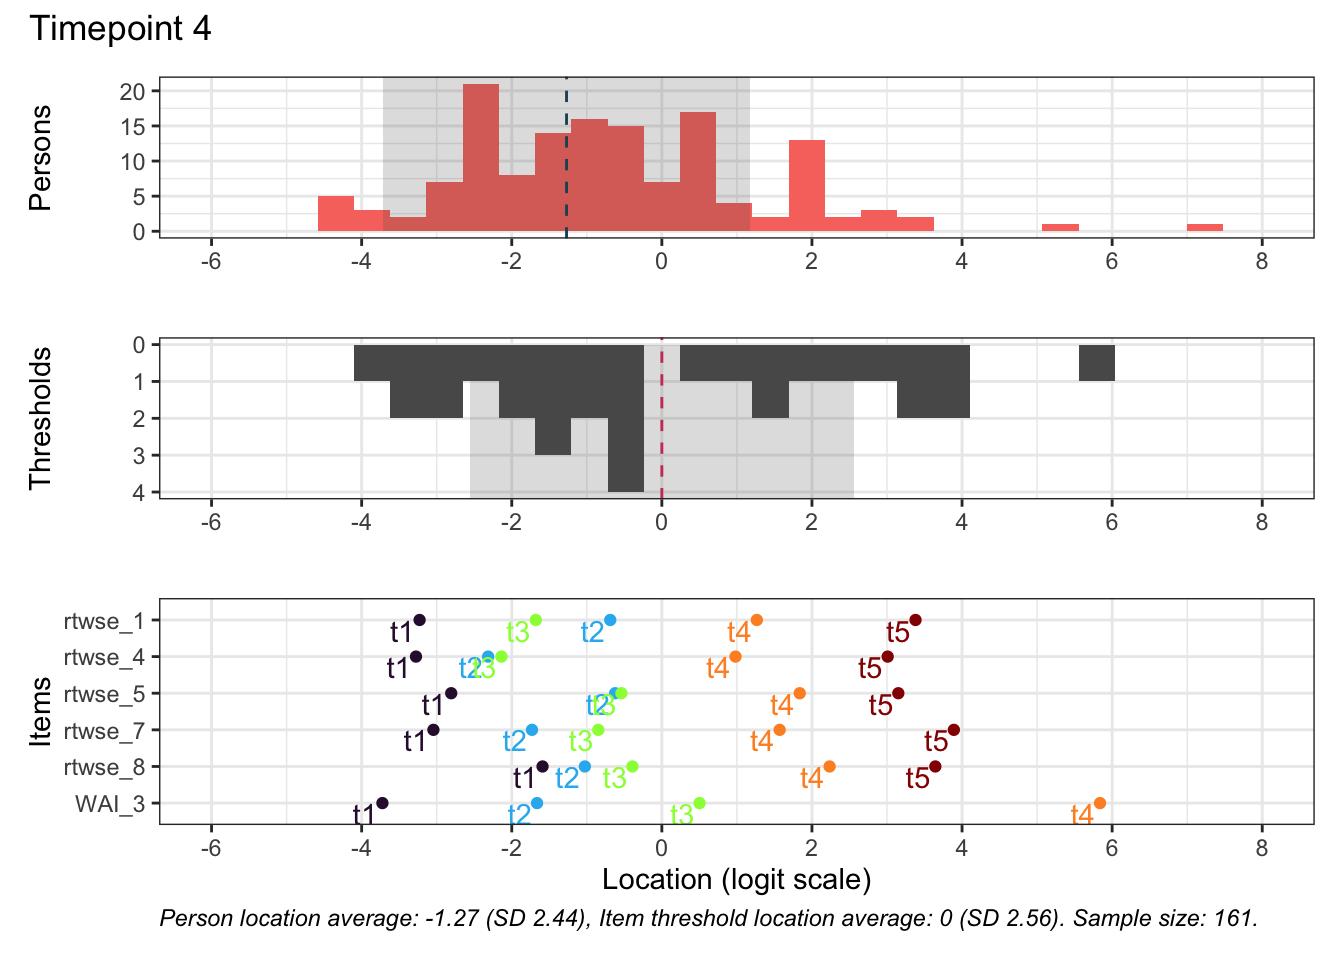 Timepoint 4
Persons
20
15
10
5
0
-6 -4 -2 0 2 4 6 8
Thresholds
0
1
2
3
4
-6 -4 -2 0 2 4 6 8
Items
rtwse_1 t1 t3 t2 t4 t5
rtwse_4 t1 t2 t3 t4 t5
rtwse_5 t1 t2 t3 t4 t5
rtwse_7 t1 t2 t3 t4 t5
rtwse_8 t1 t2 t3 t4 t5
WAI_3 t1 t2 t3 t4
-6 -4 -2 0 2 4 6 8
Location (logit scale)
Person location average: -1.27 (SD 2.44), Item threshold location average: 0 (SD 2.56). Sample size: 161.